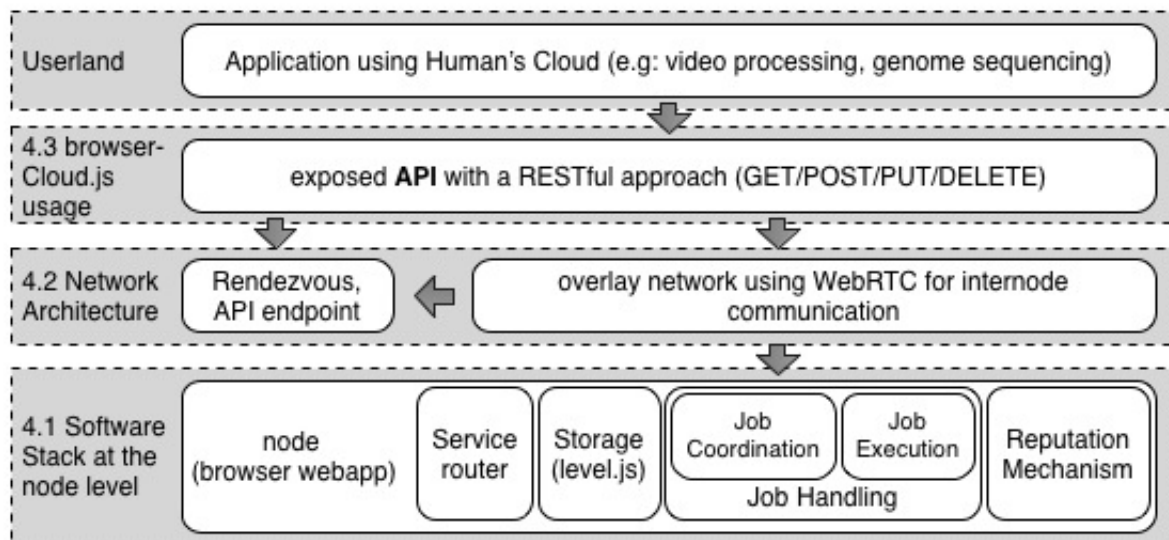 Userland
Application using Human's Cloud (e.g: video processing, genome sequencing)
4.3 browser-
Cloud.js
usage
exposed API with a RESTful approach (GET/POST/PUT/DELETE)
4.2 Network
Architecture
Rendezvous,
API endpoint
overlay network using WebRTC for internode
communication
4.1 Software
Stack at the
node level
node
(browser webapp)
Service
router
Storage
(level.js)
Job
Coordination
Job
Execution
Job Handling
Reputation
Mechanism